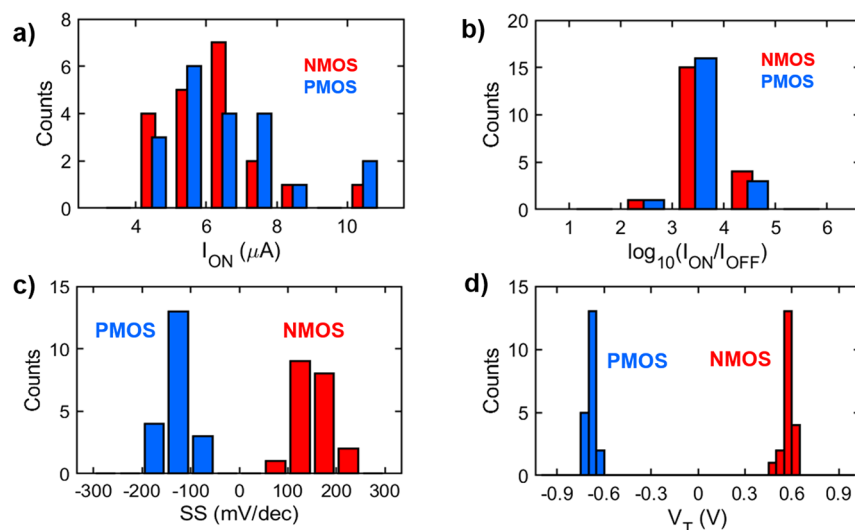 a)
8
6
4
2
0
Counts
NMOS
PMOS
4 6 8 10
I_ON (μA)
b)
20
15
10
5
0
Counts
NMOS
PMOS
1 2 3 4 5 6
log₁₀(I_ON/I_OFF)
c)
15
10
5
0
Counts
PMOS
NMOS
-300 -200 -100 0 100 200 300
SS (mV/dec)
d)
15
10
5
0
Counts
PMOS
NMOS
-0.9 -0.6 -0.3 0 0.3 0.6 0.9
V_T (V)